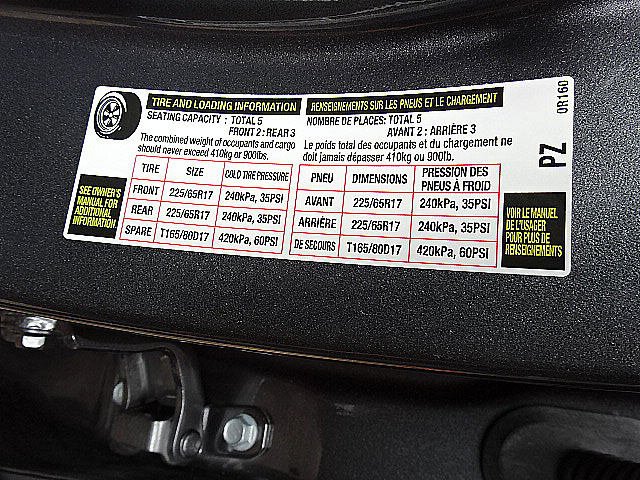 TIRE AND LOADING INFORMATION
SEATING CAPACITY : TOTAL 5
FRONT 2 : REAR 3
The combined weight of occupants and cargo
should never exceed 410kg or 900lbs.
SEE OWNER'S
MANUAL FOR
ADDITIONAL
INFORMATION
TIRE SIZE COLD TIRE PRESSURE
FRONT 225/65R17 240kPa, 35PSI
REAR 225/65R17 240kPa, 35PSI
SPARE T165/80D17 420kPa, 60PSI
RENSEIGNEMENTS SUR LES PNEUS ET LE CHARGEMENT
NOMBRE DE PLACES: TOTAL 5
AVANT 2 : ARRIÈRE 3
Le poids total des occupants et du chargement ne
doit jamais dépasser 410kg or 900lbs.
PNEU DIMENSIONS PRESSION DES
PNEUS À FROID
AVANT 225/65R17 240kPa, 35PSI
ARRIÈRE 225/65R17 240kPa, 35PSI
DE SECOURS T165/80D17 420kPa, 60PSI
VOIR LE MANUEL
DE L'USAGER
POUR PLUS DE
RENSEIGNEMENTS
PZ
0R160